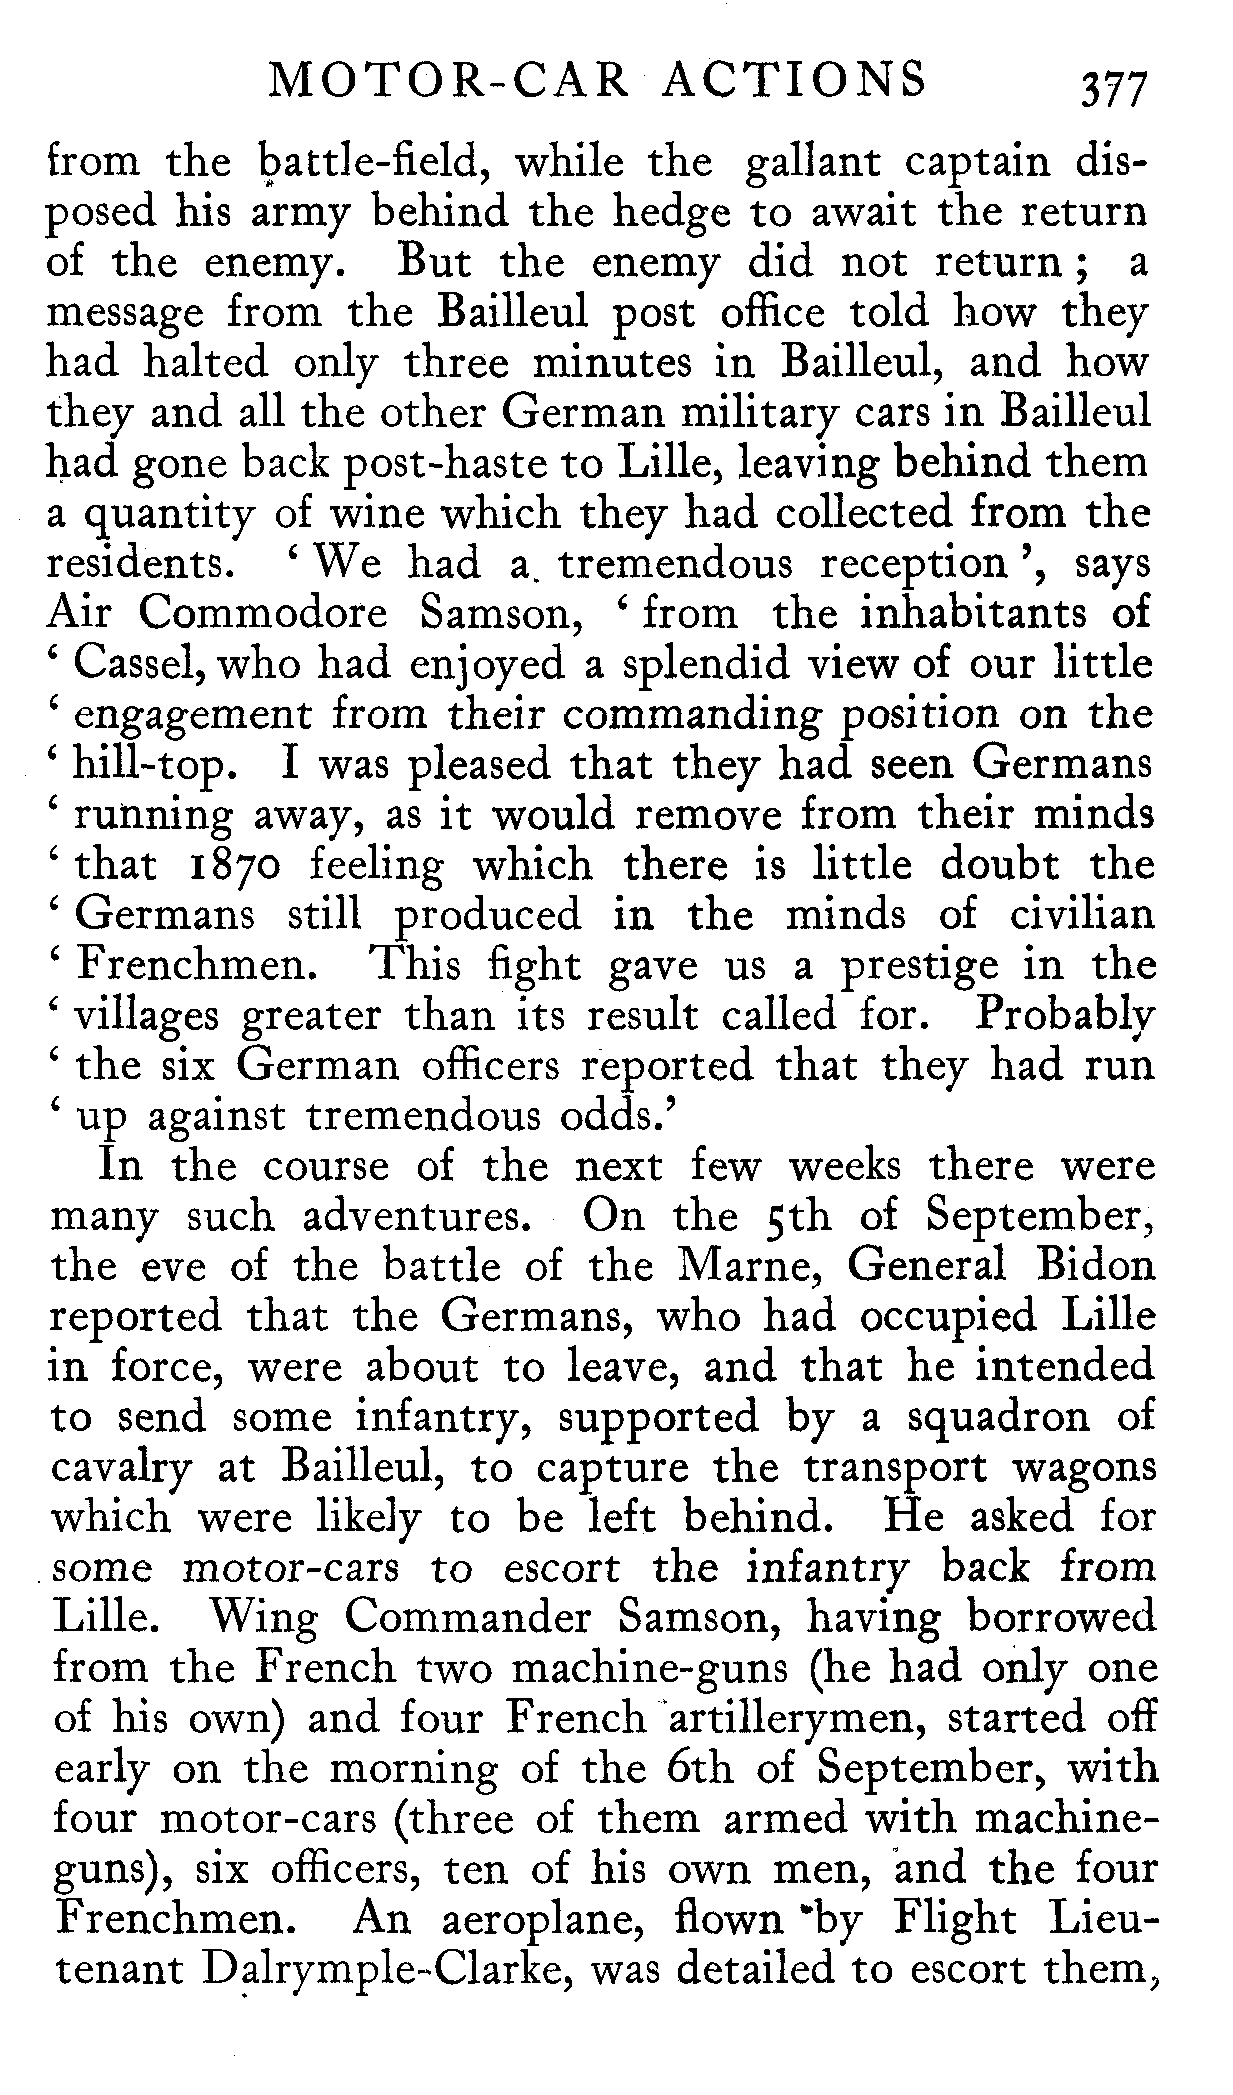 MOTOR-CAR ACTIONS 377
from the battle-field, while the gallant captain dis-
posed his army behind the hedge to await the return
of the enemy. But the enemy did not return ; a
message from the Bailleul post office told how they
had halted only three minutes in Bailleul, and how
they and all the other German military cars in Bailleul
had gone back post-haste to Lille, leaving behind them
a quantity of wine which they had collected from the
residents. ‘ We had a tremendous reception ’, says
Air Commodore Samson, ‘ from the inhabitants of
‘ Cassel, who had enjoyed a splendid view of our little
‘ engagement from their commanding position on the
‘ hill-top. I was pleased that they had seen Germans
‘ running away, as it would remove from their minds
‘ that 1870 feeling which there is little doubt the
‘ Germans still produced in the minds of civilian
‘ Frenchmen. This fight gave us a prestige in the
‘ villages greater than its result called for. Probably
‘ the six German officers reported that they had run
‘ up against tremendous odds.’
In the course of the next few weeks there were
many such adventures. On the 5th of September,
the eve of the battle of the Marne, General Bidon
reported that the Germans, who had occupied Lille
in force, were about to leave, and that he intended
to send some infantry, supported by a squadron of
cavalry at Bailleul, to capture the transport wagons
which were likely to be left behind. He asked for
some motor-cars to escort the infantry back from
Lille. Wing Commander Samson, having borrowed
from the French two machine-guns (he had only one
of his own) and four French artillerymen, started off
early on the morning of the 6th of September, with
four motor-cars (three of them armed with machine-
guns), six officers, ten of his own men, and the four
Frenchmen. An aeroplane, flown by Flight Lieu-
tenant Dalrymple-Clarke, was detailed to escort them,